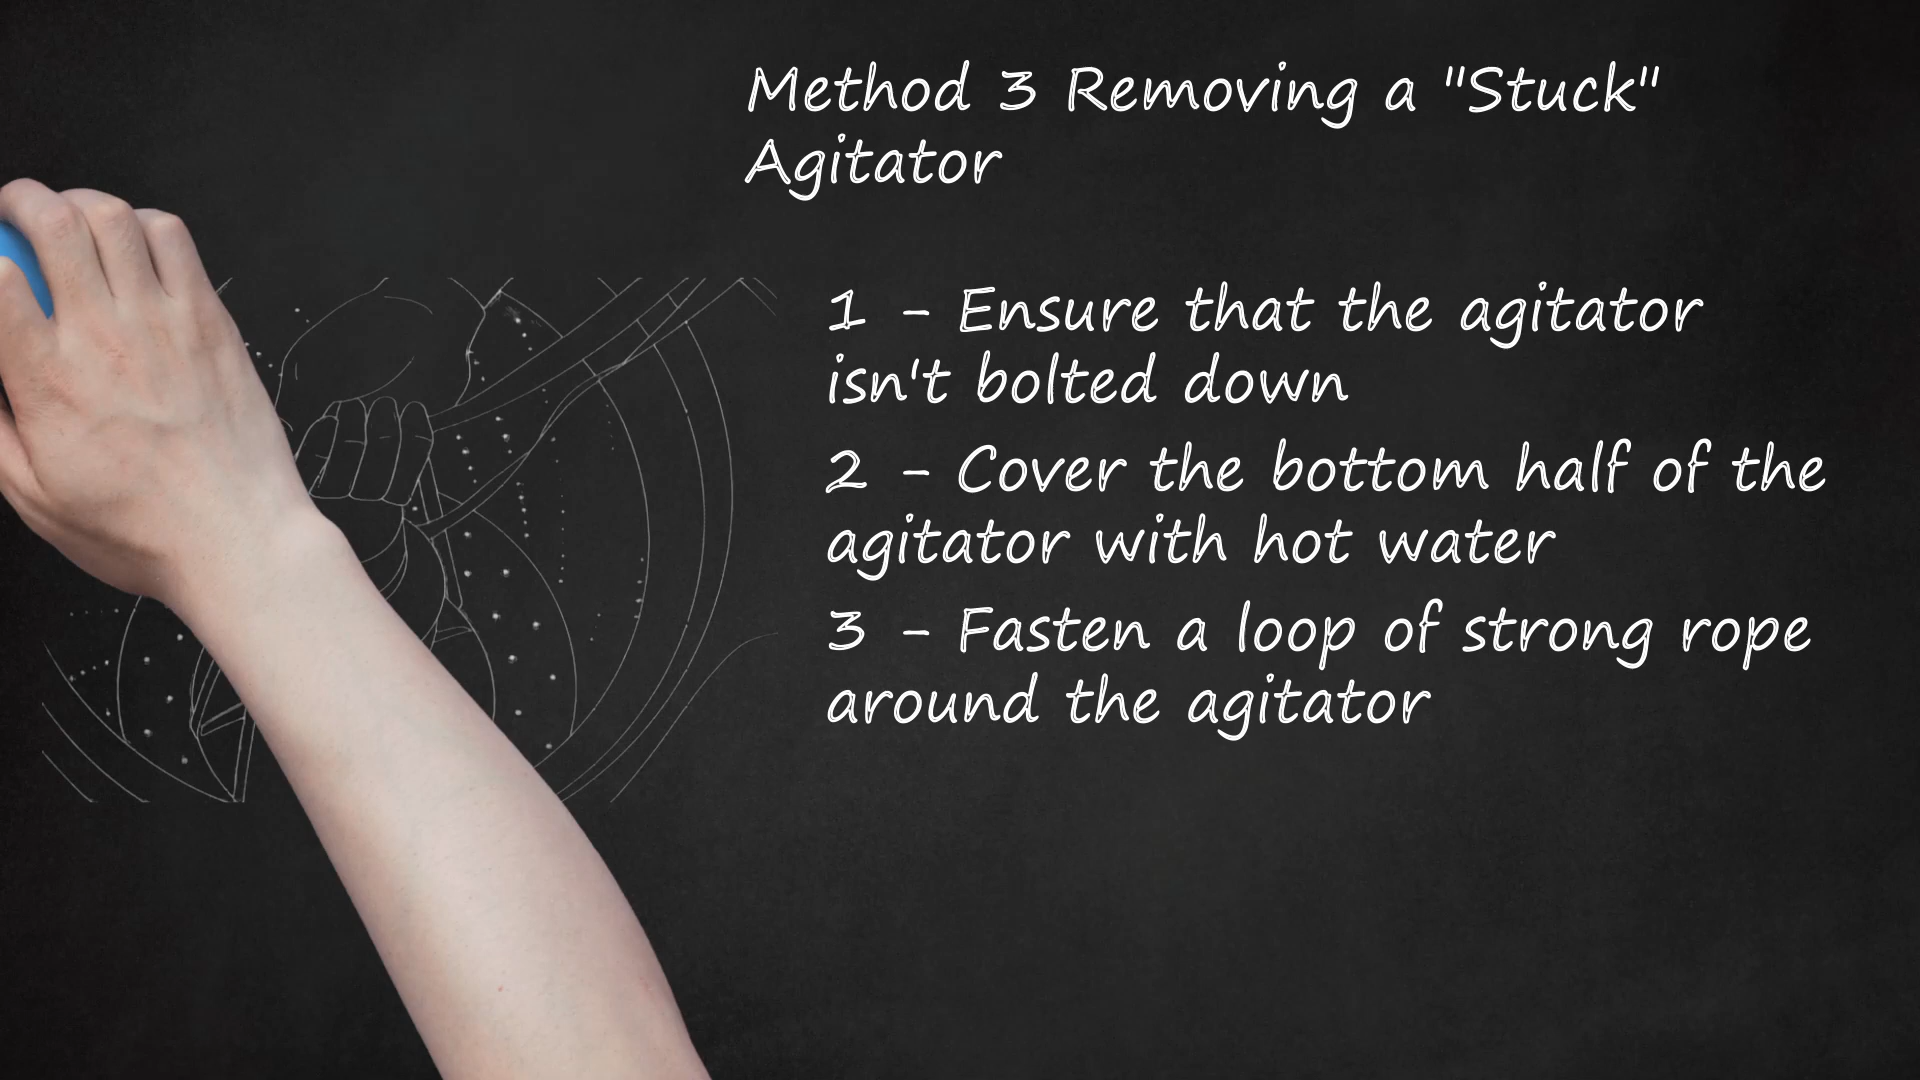 Method 3 Removing a "Stuck"
Agitator
1 - Ensure that the agitator
isn't bolted down
2 - Cover the bottom half of the
agitator with hot water
3 - Fasten a loop of strong rope
around the agitator